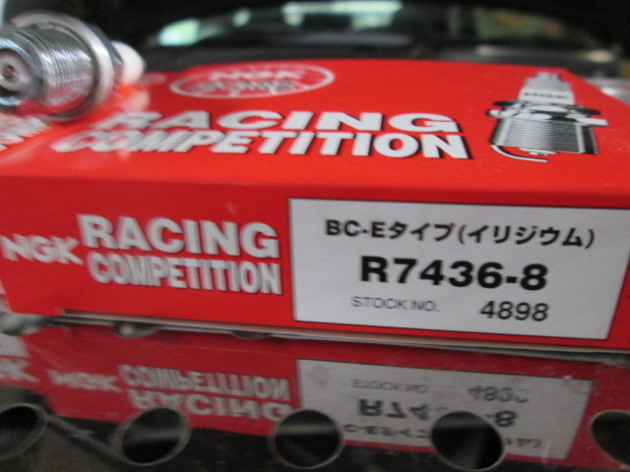 NGK
RACING
COMPETITION
NGK RACING
COMPETITION
BC-Eタイプ(イリジウム)
R7436-8
STOCK NO. 4898